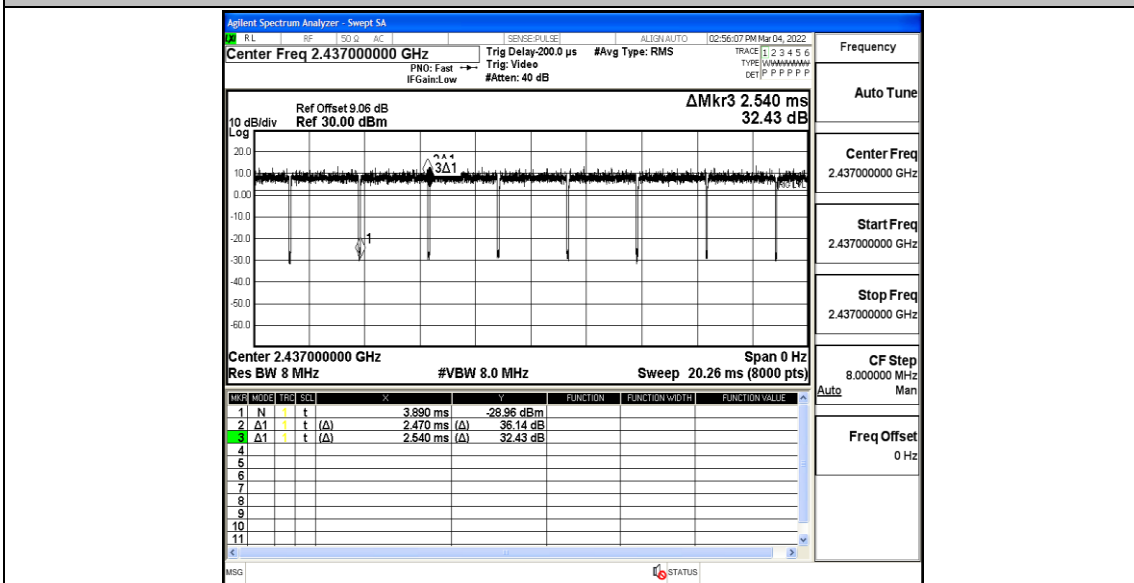 Agilent Spectrum Analyzer - Swept SA
RL RF 50 Ω AC SENSE:PULSE ALIGN AUTO 02:56:07 PM Mar 04, 2022
Center Freq 2.437000000 GHz
PNO: Fast
IFGain:Low
Trig Delay-200.0 µs
Trig: Video
#Atten: 40 dB
#Avg Type: RMS
TRACE 1 2 3 4 5 6
TYPE
DET P P P P P P
Ref Offset 9.06 dB
10 dB/div Ref 30.00 dBm
Log
ΔMkr3 2.540 ms
32.43 dB
20.0
10.0
0.00
-10.0
-20.0
-30.0
-40.0
-50.0
-60.0
3Δ1
1
Center 2.437000000 GHz Span 0 Hz
Res BW 8 MHz #VBW 8.0 MHz Sweep 20.26 ms (8000 pts)
MKR MODE TRC SCL X Y FUNCTION FUNCTION WIDTH FUNCTION VALUE
1 N 1 t 3.890 ms -28.96 dBm
2 Δ1 1 t (Δ) 2.470 ms (Δ) 36.14 dB
3 Δ1 1 t (Δ) 2.540 ms (Δ) 32.43 dB
4
5
6
7
8
9
10
11
MSG STATUS
Frequency
Auto Tune
Center Freq
2.437000000 GHz
Start Freq
2.437000000 GHz
Stop Freq
2.437000000 GHz
CF Step
8.000000 MHz
Auto Man
Freq Offset
0 Hz